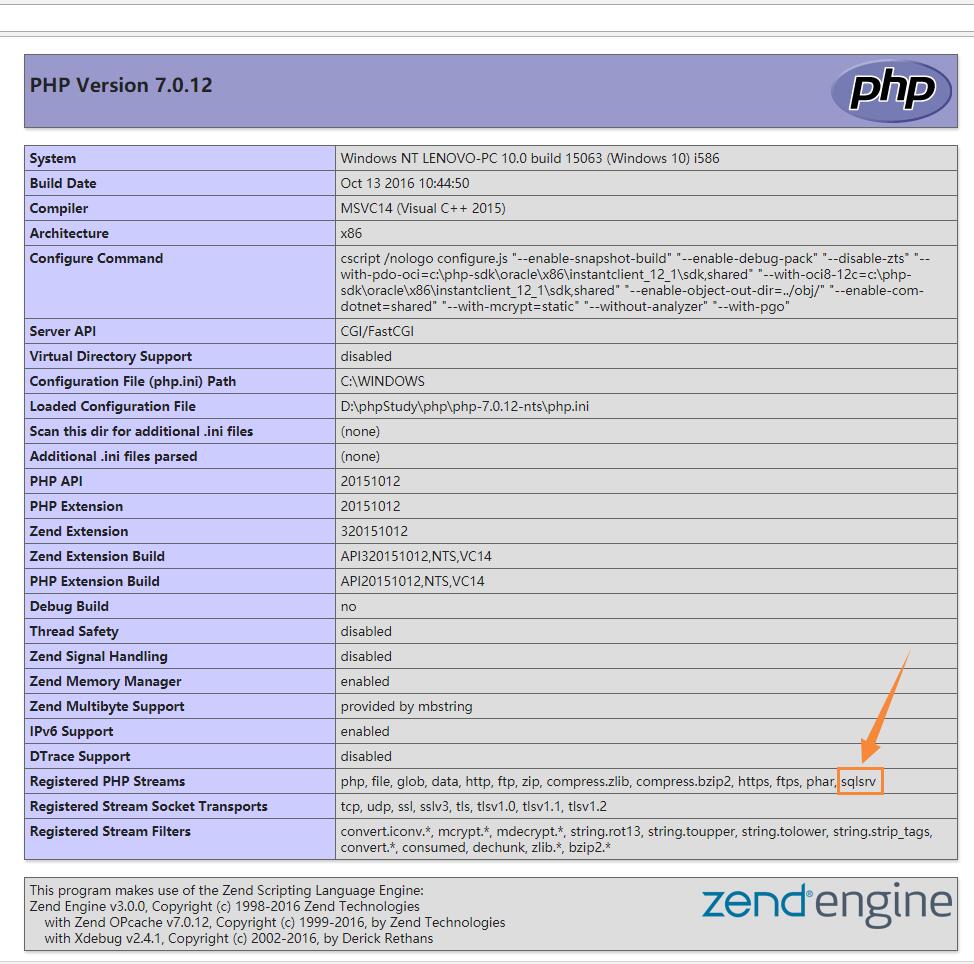 PHP Version 7.0.12
php
System Windows NT LENOVO-PC 10.0 build 15063 (Windows 10) i586
Build Date Oct 13 2016 10:44:50
Compiler MSVC14 (Visual C++ 2015)
Architecture x86
Configure Command cscript /nologo configure.js "--enable-snapshot-build" "--enable-debug-pack" "--disable-zts" "--
with-pdo-oci=c:\php-sdk\oracle\x86\instantclient_12_1\sdk,shared" "--with-oci8-12c=c:\php-
sdk\oracle\x86\instantclient_12_1\sdk,shared" "--enable-object-out-dir=../obj/" "--enable-com-
dotnet=shared" "--with-mcrypt=static" "--without-analyzer" "--with-pgo"
Server API CGI/FastCGI
Virtual Directory Support disabled
Configuration File (php.ini) Path C:\WINDOWS
Loaded Configuration File D:\phpStudy\php\php-7.0.12-nts\php.ini
Scan this dir for additional .ini files (none)
Additional .ini files parsed (none)
PHP API 20151012
PHP Extension 20151012
Zend Extension 320151012
Zend Extension Build API320151012,NTS,VC14
PHP Extension Build API20151012,NTS,VC14
Debug Build no
Thread Safety disabled
Zend Signal Handling disabled
Zend Memory Manager enabled
Zend Multibyte Support provided by mbstring
IPv6 Support enabled
DTrace Support disabled
Registered PHP Streams php, file, glob, data, http, ftp, zip, compress.zlib, compress.bzip2, https, ftps, phar, sqlsrv
Registered Stream Socket Transports tcp, udp, ssl, sslv3, tls, tlsv1.0, tlsv1.1, tlsv1.2
Registered Stream Filters convert.iconv.*, mcrypt.*, mdecrypt.*, string.rot13, string.toupper, string.tolower, string.strip_tags,
convert.*, consumed, dechunk, zlib.*, bzip2.*
This program makes use of the Zend Scripting Language Engine:
Zend Engine v3.0.0, Copyright (c) 1998-2016 Zend Technologies
with Zend OPcache v7.0.12, Copyright (c) 1999-2016, by Zend Technologies
with Xdebug v2.4.1, Copyright (c) 2002-2016, by Derick Rethans
zend® engine